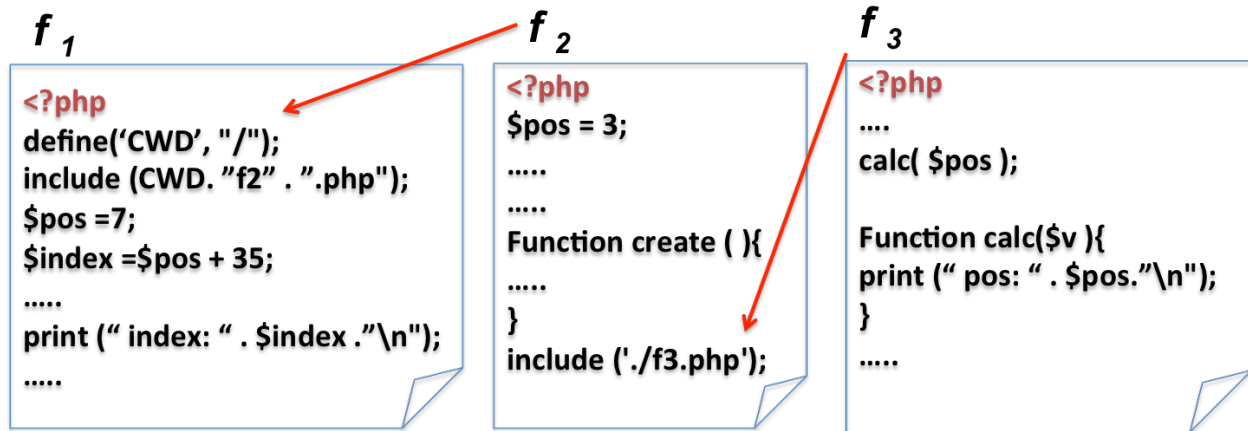 f 1
<?php
define(‘CWD’, "/");
include (CWD. ”f2” . ”.php");
$pos =7;
$index =$pos + 35;
…..
print (“ index: “ . $index .”\n");
…..
f 2
<?php
$pos = 3;
…..
…..
Function create ( ){
…..
}
include ('./f3.php');
f 3
<?php
….
calc( $pos );
Function calc($v ){
print (“ pos: “ . $pos.”\n");
}
…..